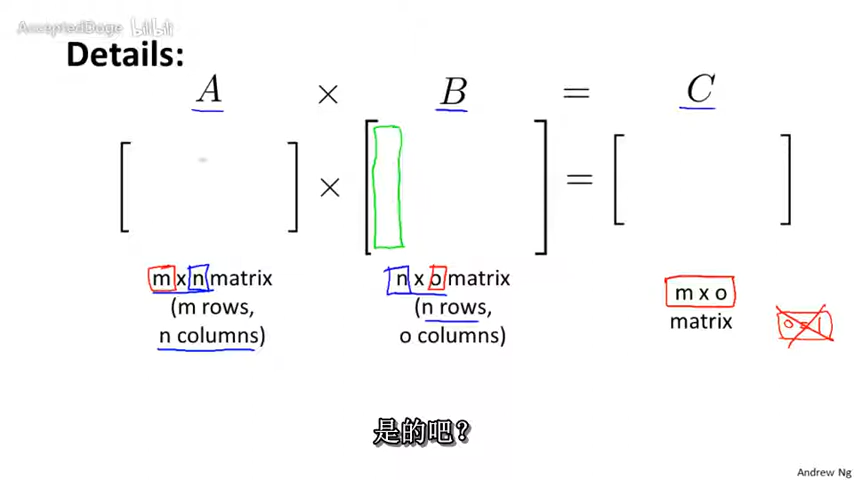 AcceptedDoge bilibili
Details:
A × B = C
[ ] × [ ] = [ ]
m x n matrix
(m rows,
n columns)
n x o matrix
(n rows,
o columns)
m x o
matrix
o = 1
是的吧?
Andrew Ng